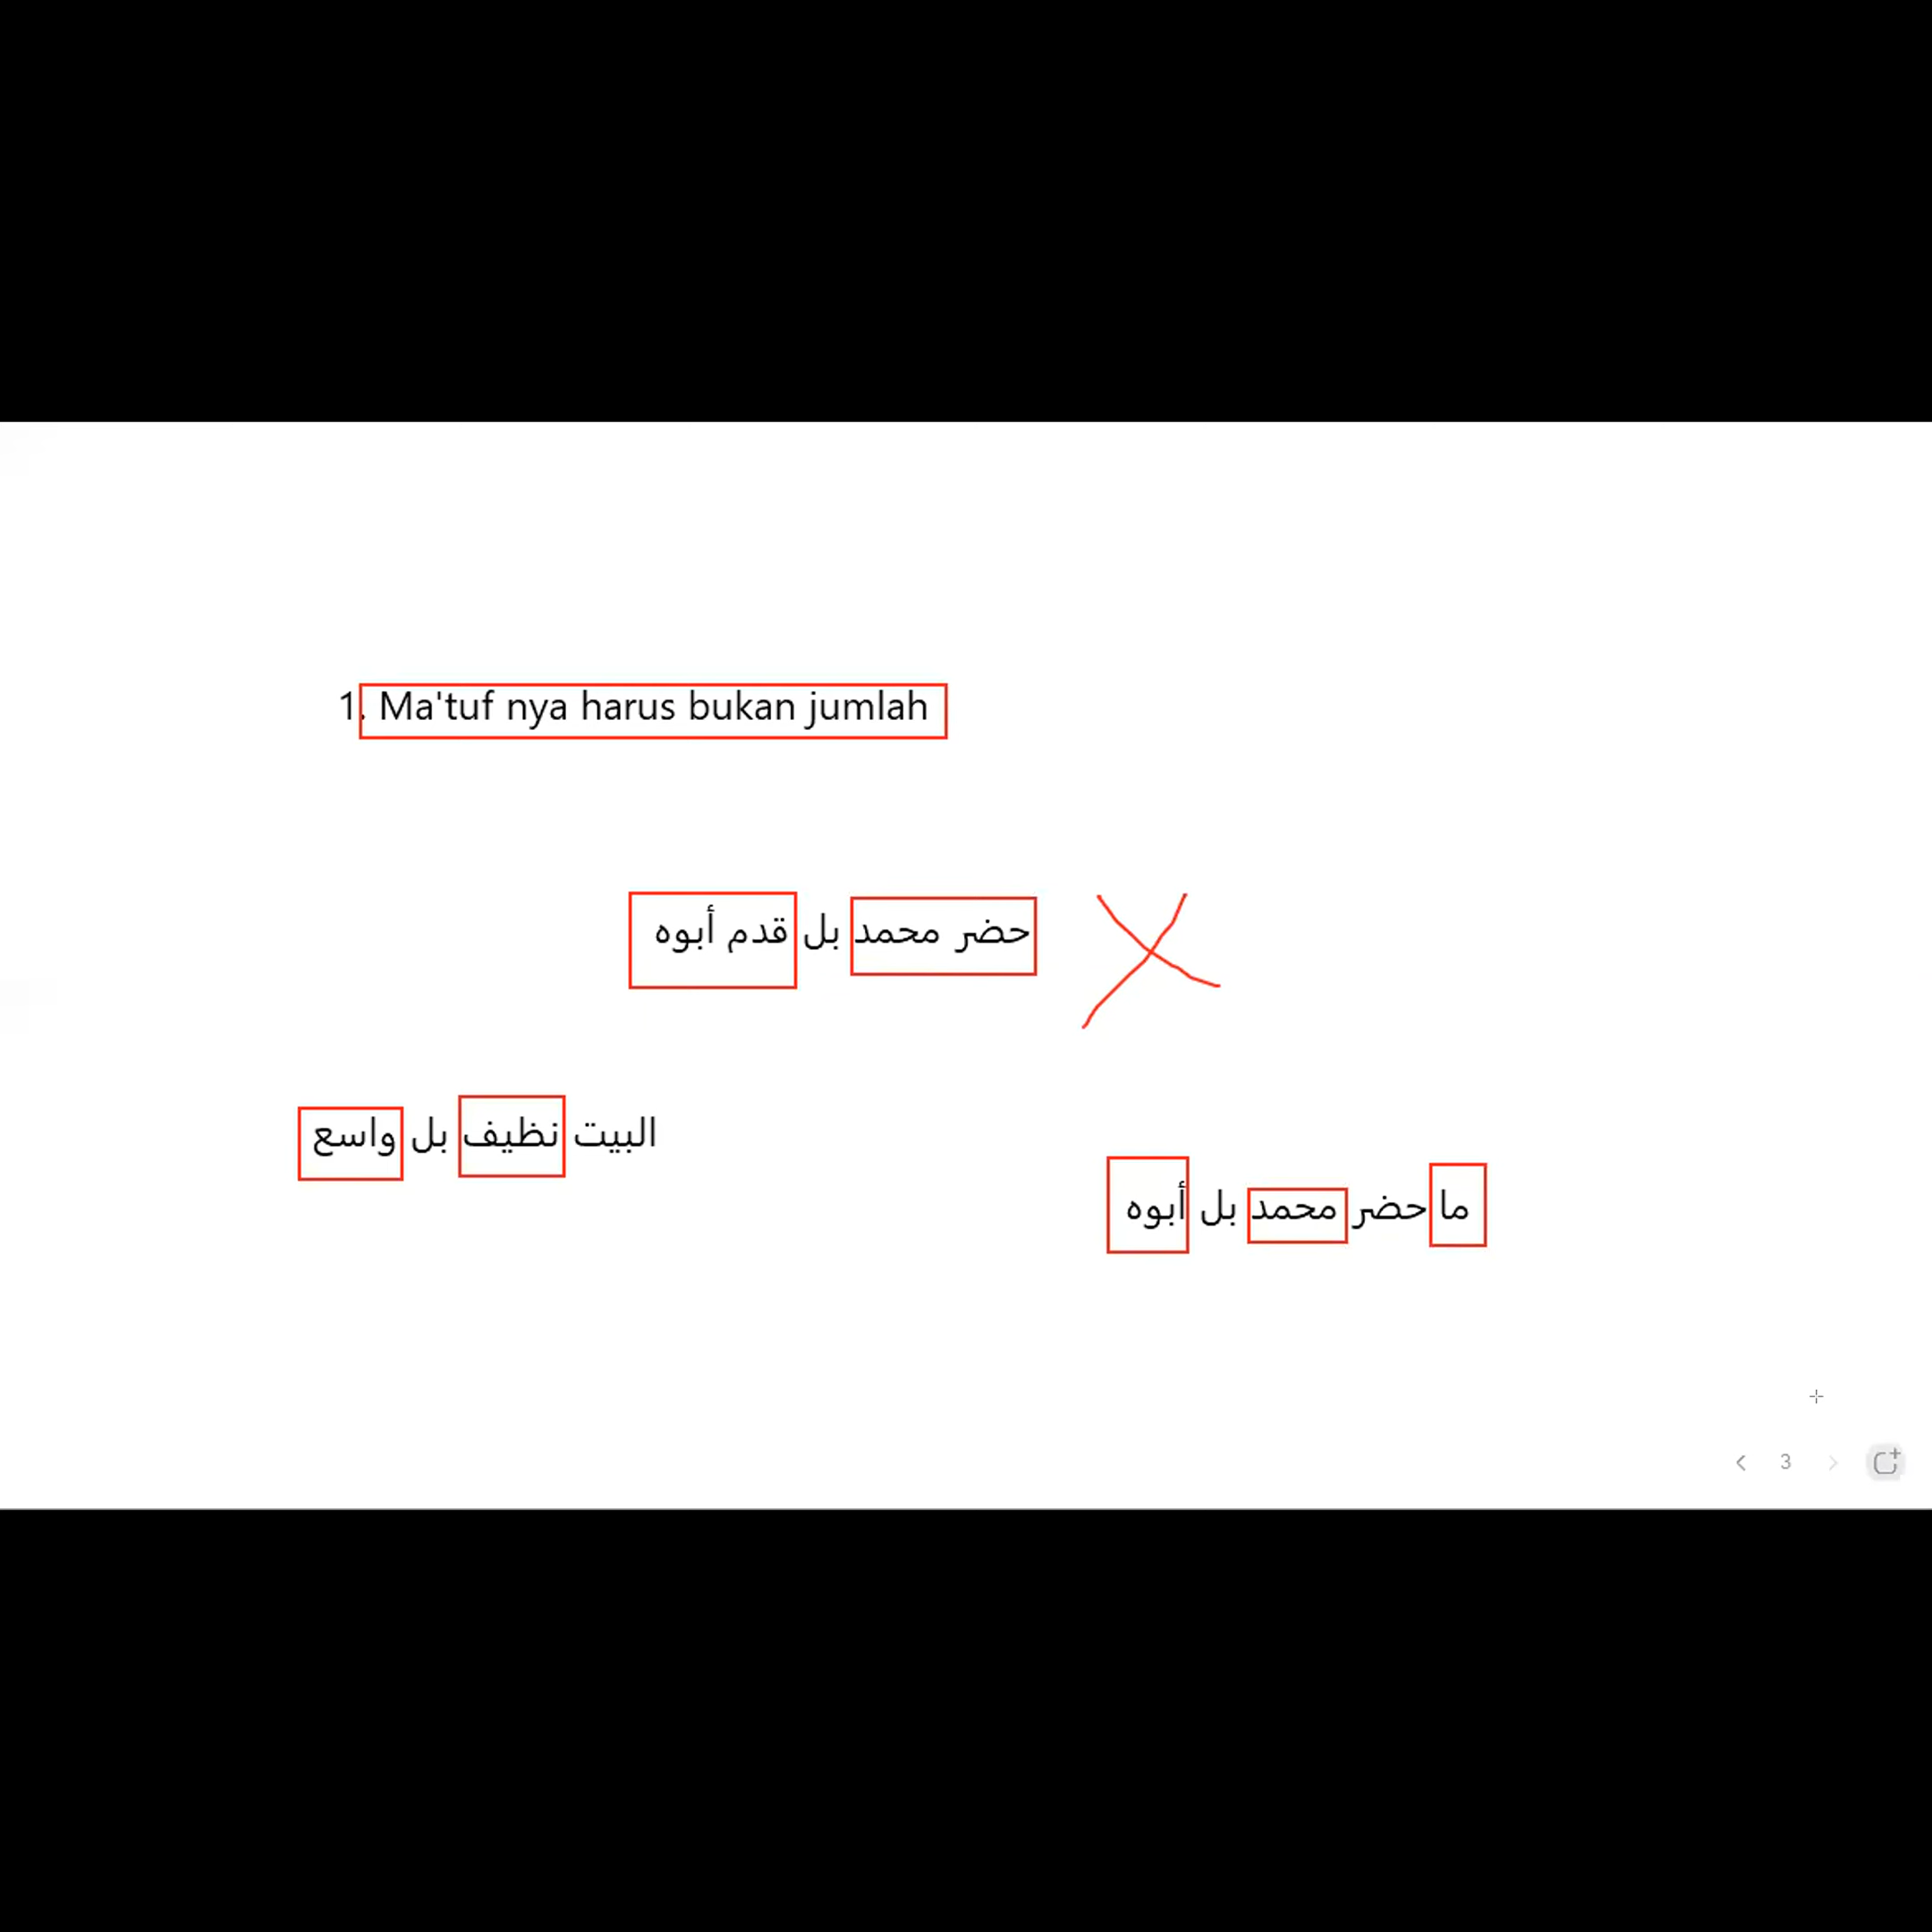 1. Ma'tuf nya harus bukan jumlah
حضر محمد بل قدم أبوه
البيت نظيف بل واسع
ما حضر محمد بل أبوه
3